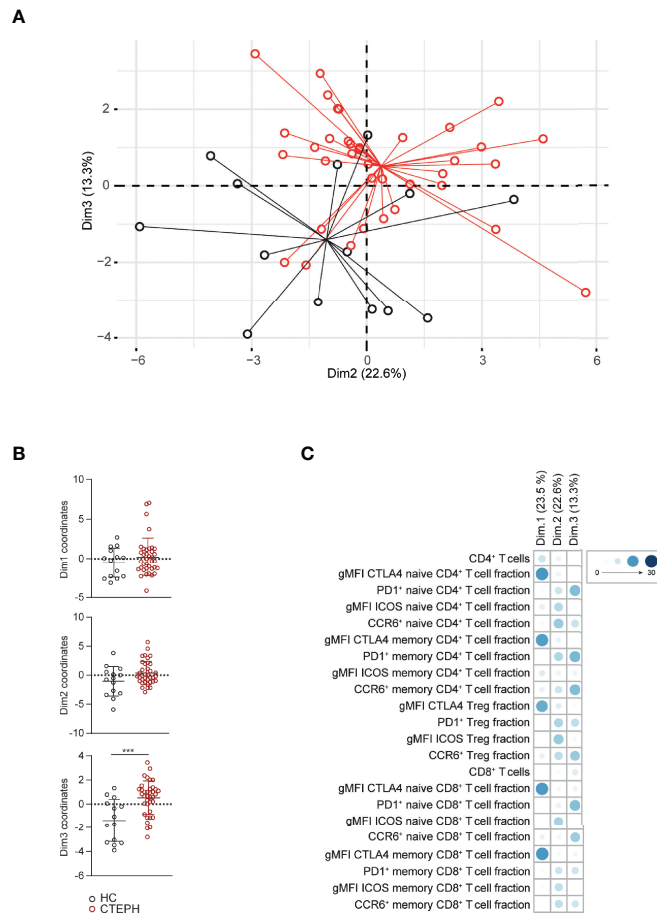 A
Dim3 (13.3%)
2
0
−2
−4
−6
−3
0
3
6
Dim2 (22.6%)
B
C
Dim1 coordinates
10
5
0
-5
Dim2 coordinates
10
5
0
-5
-10
Dim3 coordinates
4
2
0
-2
-4
-6
***
HC
CTEPH
Dim.1 (23.5 %)
Dim.2 (22.6%)
Dim.3 (13.3%)
CD4⁺ T cells
gMFI CTLA4 naive CD4⁺ T cell fraction
PD1⁺ naive CD4⁺ T cell fraction
gMFI ICOS naive CD4⁺ T cell fraction
CCR6⁺ naive CD4⁺ T cell fraction
gMFI CTLA4 memory CD4⁺ T cell fraction
PD1⁺ memory CD4⁺ T cell fraction
gMFI ICOS memory CD4⁺ T cell fraction
CCR6⁺ memory CD4⁺ T cell fraction
gMFI CTLA4 Treg fraction
PD1⁺ Treg fraction
gMFI ICOS Treg fraction
CCR6⁺ Treg fraction
CD8⁺ T cells
gMFI CTLA4 naive CD8⁺ T cell fraction
PD1⁺ naive CD8⁺ T cell fraction
gMFI ICOS naive CD8⁺ T cell fraction
CCR6⁺ naive CD8⁺ T cell fraction
gMFI CTLA4 memory CD8⁺ T cell fraction
PD1⁺ memory CD8⁺ T cell fraction
gMFI ICOS memory CD8⁺ T cell fraction
CCR6⁺ memory CD8⁺ T cell fraction
0 30